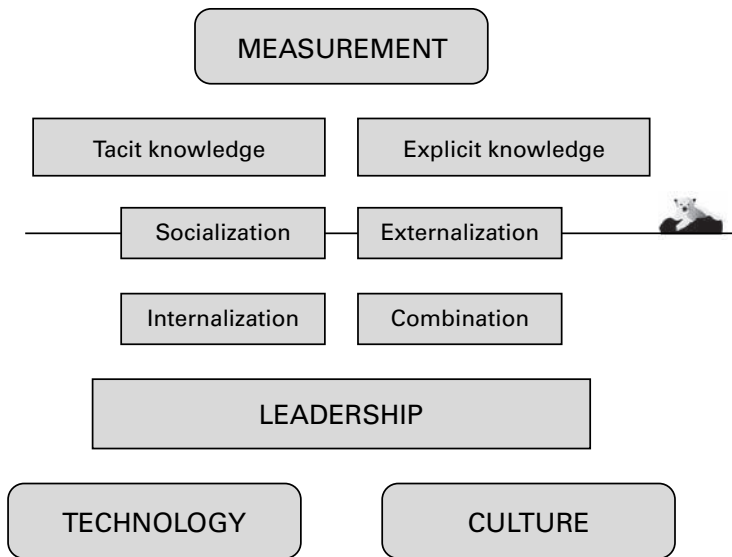 MEASUREMENT
Tacit knowledge
Explicit knowledge
Socialization
Externalization
Internalization
Combination
LEADERSHIP
TECHNOLOGY
CULTURE